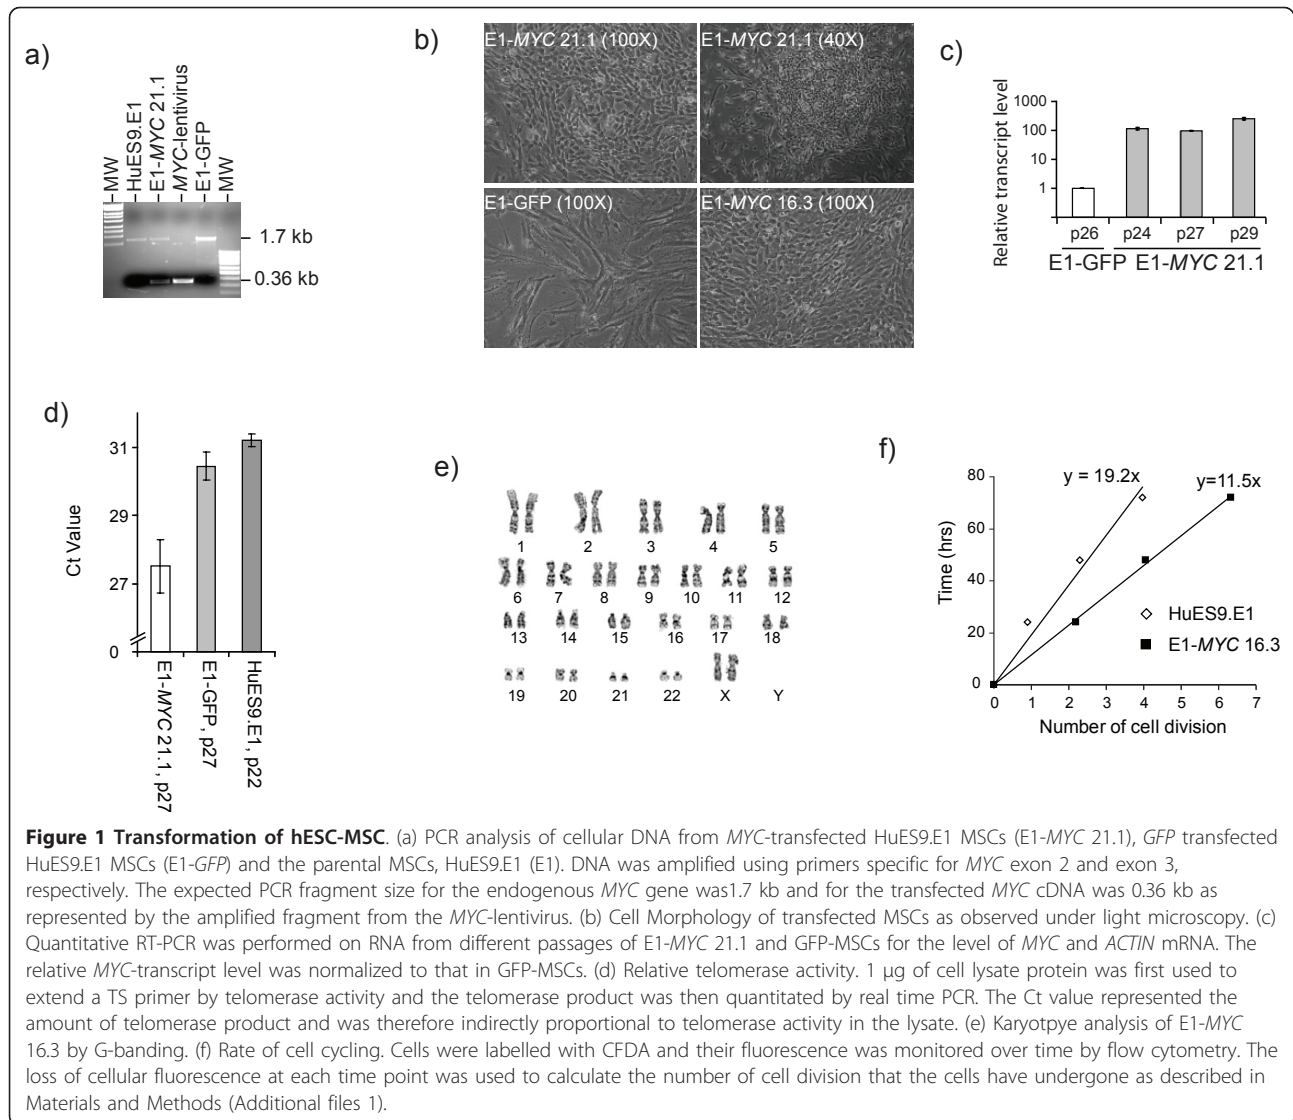 a)
MW
HuES9.E1
E1-MYC 21.1
MYC-lentivirus
E1-GFP
MW
1.7 kb
0.36 kb
b)
E1-MYC 21.1 (100X)
E1-MYC 21.1 (40X)
E1-GFP (100X)
E1-MYC 16.3 (100X)
c)
Relative transcript level
1000
100
10
1
p26 p24 p27 p29
E1-GFP E1-MYC 21.1
d)
Ct Value
31
29
27
0
E1-MYC 21.1, p27
E1-GFP, p27
HuES9.E1, p22
e)
1 2 3 4 5
6 7 8 9 10 11 12
13 14 15 16 17 18
19 20 21 22 X Y
f)
y = 19.2x
y=11.5x
Time (hrs)
80
60
40
20
0
HuES9.E1
E1-MYC 16.3
0 1 2 3 4 5 6 7
Number of cell division
Figure 1 Transformation of hESC-MSC. (a) PCR analysis of cellular DNA from MYC-transfected HuES9.E1 MSCs (E1-MYC 21.1), GFP transfected
HuES9.E1 MSCs (E1-GFP) and the parental MSCs, HuES9.E1 (E1). DNA was amplified using primers specific for MYC exon 2 and exon 3,
respectively. The expected PCR fragment size for the endogenous MYC gene was1.7 kb and for the transfected MYC cDNA was 0.36 kb as
represented by the amplified fragment from the MYC-lentivirus. (b) Cell Morphology of transfected MSCs as observed under light microscopy. (c)
Quantitative RT-PCR was performed on RNA from different passages of E1-MYC 21.1 and GFP-MSCs for the level of MYC and ACTIN mRNA. The
relative MYC-transcript level was normalized to that in GFP-MSCs. (d) Relative telomerase activity. 1 μg of cell lysate protein was first used to
extend a TS primer by telomerase activity and the telomerase product was then quantitated by real time PCR. The Ct value represented the
amount of telomerase product and was therefore indirectly proportional to telomerase activity in the lysate. (e) Karyotpye analysis of E1-MYC
16.3 by G-banding. (f) Rate of cell cycling. Cells were labelled with CFDA and their fluorescence was monitored over time by flow cytometry. The
loss of cellular fluorescence at each time point was used to calculate the number of cell division that the cells have undergone as described in
Materials and Methods (Additional files 1).